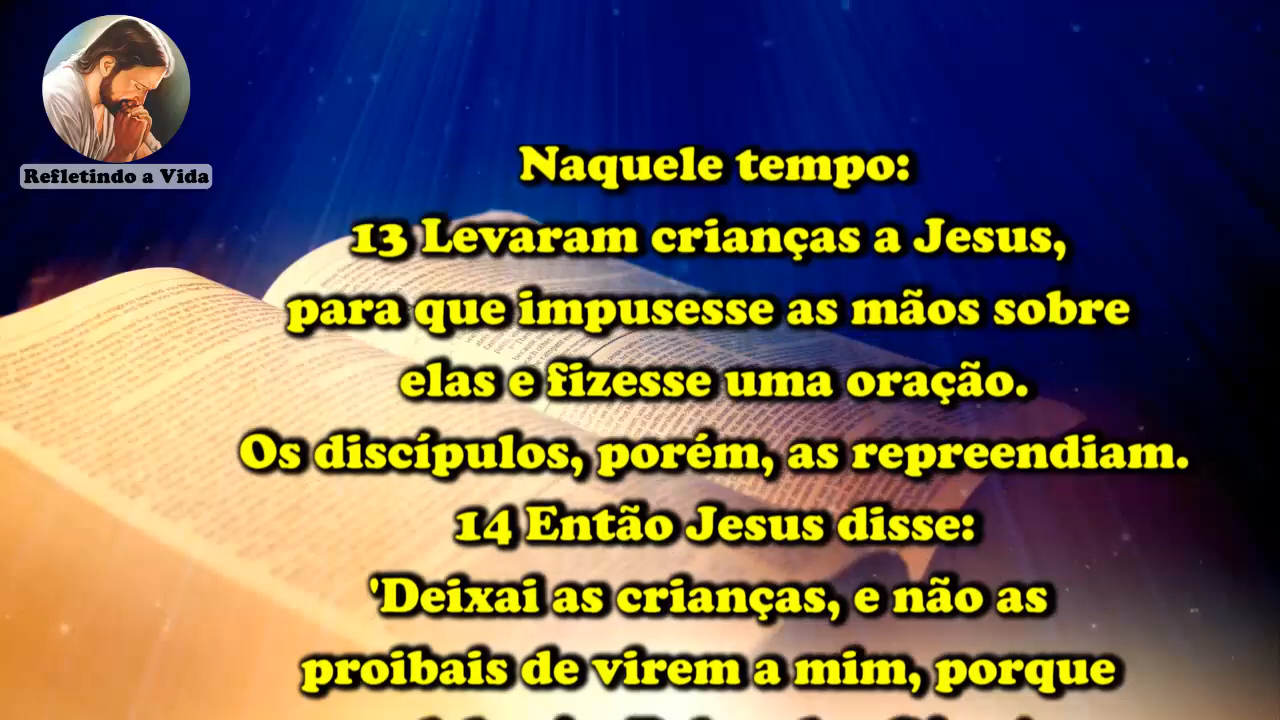 Refletindo a Vida
Naquele tempo:
13 Levaram crianças a Jesus,
para que impusesse as mãos sobre
elas e fizesse uma oração.
Os discípulos, porém, as repreendiam.
14 Então Jesus disse:
'Deixai as crianças, e não as
proibais de virem a mim, porque